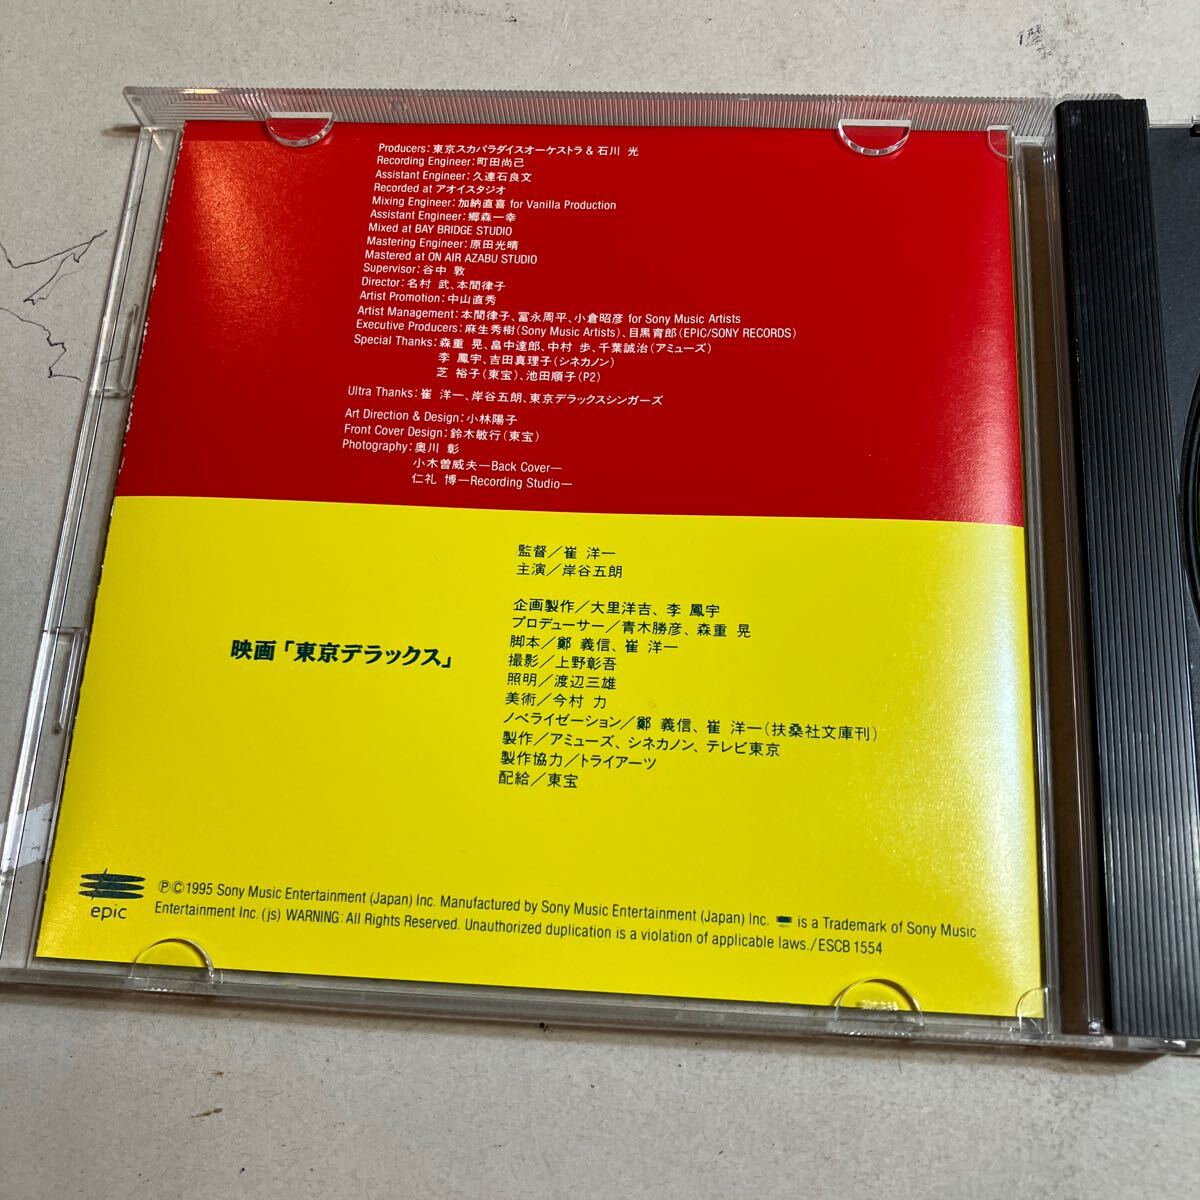 Producers：東京スカパラダイスオーケストラ & 石川 光
Recording Engineer：町田尚己
Assistant Engineer：久連石良文
Recorded at アオイスタジオ
Mixing Engineer：加納直喜 for Vanilla Production
Assistant Engineer：郷森一幸
Mixed at BAY BRIDGE STUDIO
Mastering Engineer：原田光晴
Mastered at ON AIR AZABU STUDIO
Supervisor：谷中 敦
Director：名村 武、本間律子
Artist Promotion：中山直秀
Artist Management：本間律子、冨永周平、小倉昭彦 for Sony Music Artists
Executive Producers：麻生秀樹（Sony Music Artists）、目黒育郎（EPIC/SONY RECORDS）
Special Thanks：森重 晃、畠中達郎、中村 歩、千葉誠治（アミューズ）
李 鳳宇、吉田真理子（シネカノン）
芝 裕子（東宝）、池田順子（P2）
Ultra Thanks：崔 洋一、岸谷五朗、東京デラックスシンガーズ
Art Direction & Design：小林陽子
Front Cover Design：鈴木敏行（東宝）
Photography：奥川 彰
小木曽威夫—Back Cover—
仁礼 博—Recording Studio—
映画「東京デラックス」
監督／崔 洋一
主演／岸谷五朗
企画製作／大里洋吉、李 鳳宇
プロデューサー／青木勝彦、森重 晃
脚本／鄭 義信、崔 洋一
撮影／上野彰吾
照明／渡辺三雄
美術／今村 力
ノベライゼーション／鄭 義信、崔 洋一（扶桑社文庫刊）
製作／アミューズ、シネカノン、テレビ東京
製作協力／トライアーツ
配給／東宝
epic
℗©1995 Sony Music Entertainment (Japan) Inc. Manufactured by Sony Music Entertainment (Japan) Inc. is a Trademark of Sony Music
Entertainment Inc. (js) WARNING: All Rights Reserved. Unauthorized duplication is a violation of applicable laws./ESCB 1554